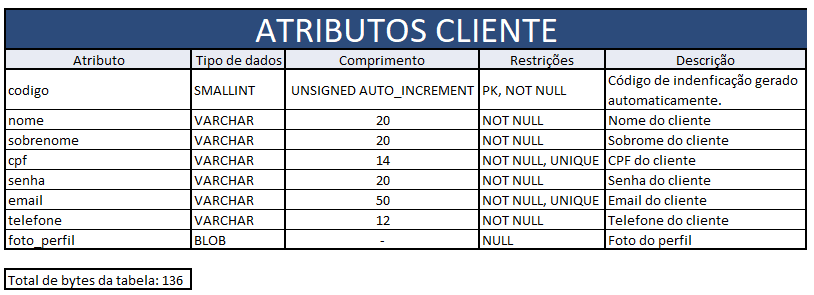 ATRIBUTOS CLIENTE
Atributo Tipo de dados Comprimento Restrições Descrição
codigo SMALLINT UNSIGNED AUTO_INCREMENT PK, NOT NULL Código de indenficação gerado
automaticamente.
nome VARCHAR 20 NOT NULL Nome do cliente
sobrenome VARCHAR 20 NOT NULL Sobrome do cliente
cpf VARCHAR 14 NOT NULL, UNIQUE CPF do cliente
senha VARCHAR 20 NOT NULL Senha do cliente
email VARCHAR 50 NOT NULL, UNIQUE Email do cliente
telefone VARCHAR 12 NOT NULL Telefone do cliente
foto_perfil BLOB - NULL Foto do perfil
Total de bytes da tabela: 136